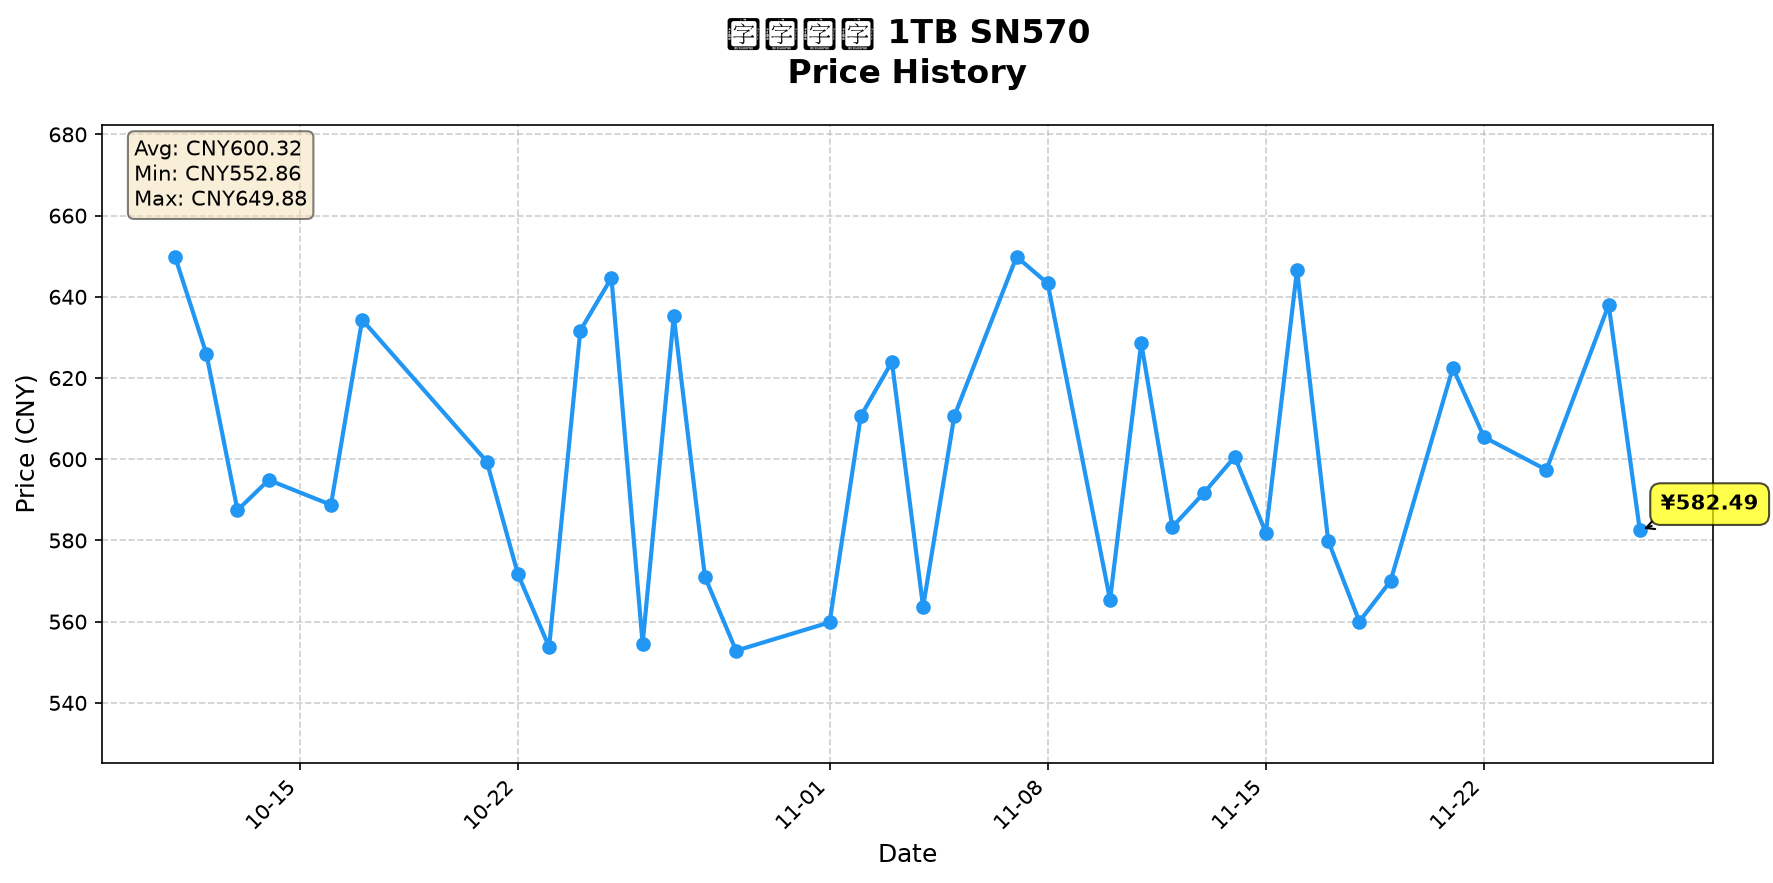 1TB SN570
Price History
Avg: CNY600.32
Min: CNY552.86
Max: CNY649.88
680
660
640
620
600
580
560
540
Price (CNY)
¥582.49
10-15
10-22
11-01
11-08
11-15
11-22
Date